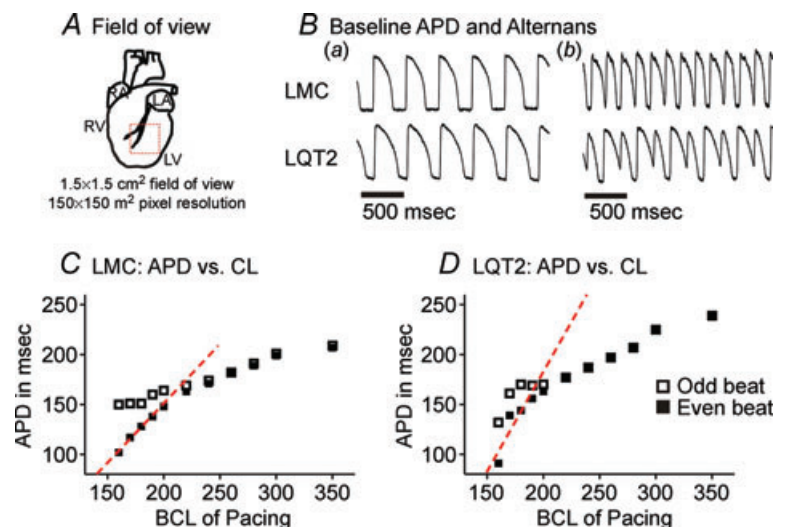 A Field of view
RA
LA
RV
LV
1.5×1.5 cm² field of view
150×150 m² pixel resolution
B Baseline APD and Alternans
(a)
(b)
LMC
LQT2
500 msec
500 msec
C LMC: APD vs. CL
APD in msec
250
200
150
100
150 200 250 300 350
BCL of Pacing
D LQT2: APD vs. CL
250
200
150
100
Odd beat
Even beat
150 200 250 300 350
BCL of Pacing